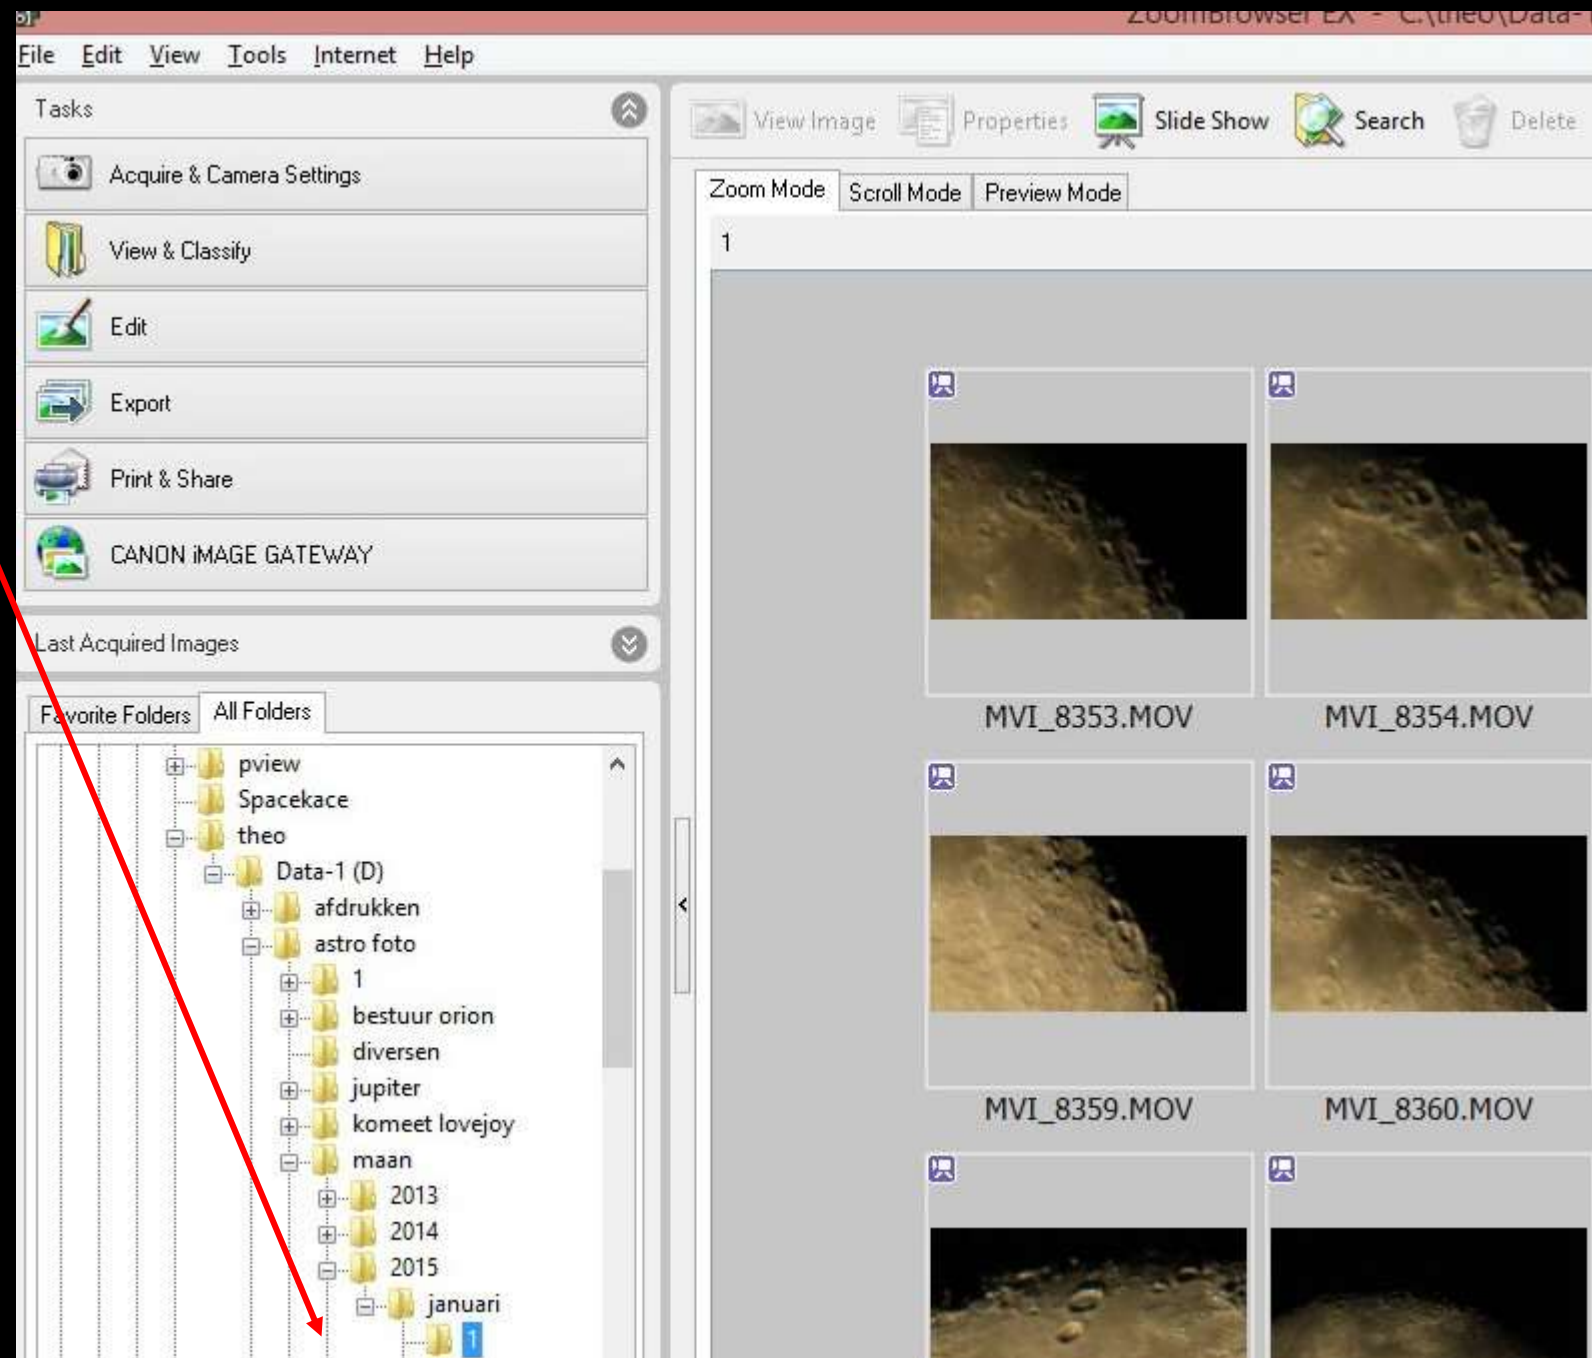 ZoomBrowser EX - C:\theo\Data-
File Edit View Tools Internet Help
Tasks
Acquire & Camera Settings
View & Classify
Edit
Export
Print & Share
CANON iMAGE GATEWAY
Last Acquired Images
Favorite Folders All Folders
pview
Spacekace
theo
Data-1 (D)
afdrukken
astro foto
1
bestuur orion
diversen
jupiter
komeet lovejoy
maan
2013
2014
2015
januari
1
View Image Properties Slide Show Search Delete
Zoom Mode Scroll Mode Preview Mode
1
MVI_8353.MOV MVI_8354.MOV
MVI_8359.MOV MVI_8360.MOV